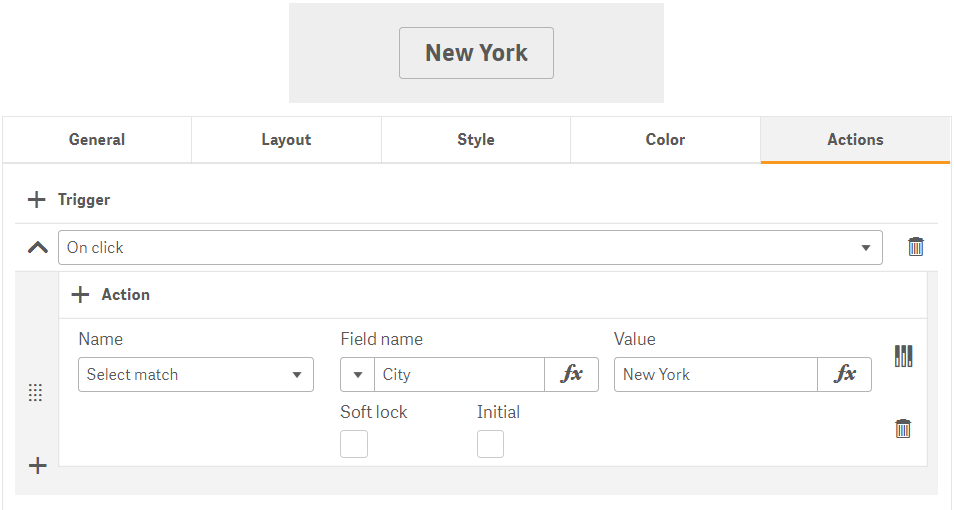 New York
General Layout Style Color Actions
Trigger
On click
Action
Name Field name Value
Select match City fx New York fx
Soft lock Initial